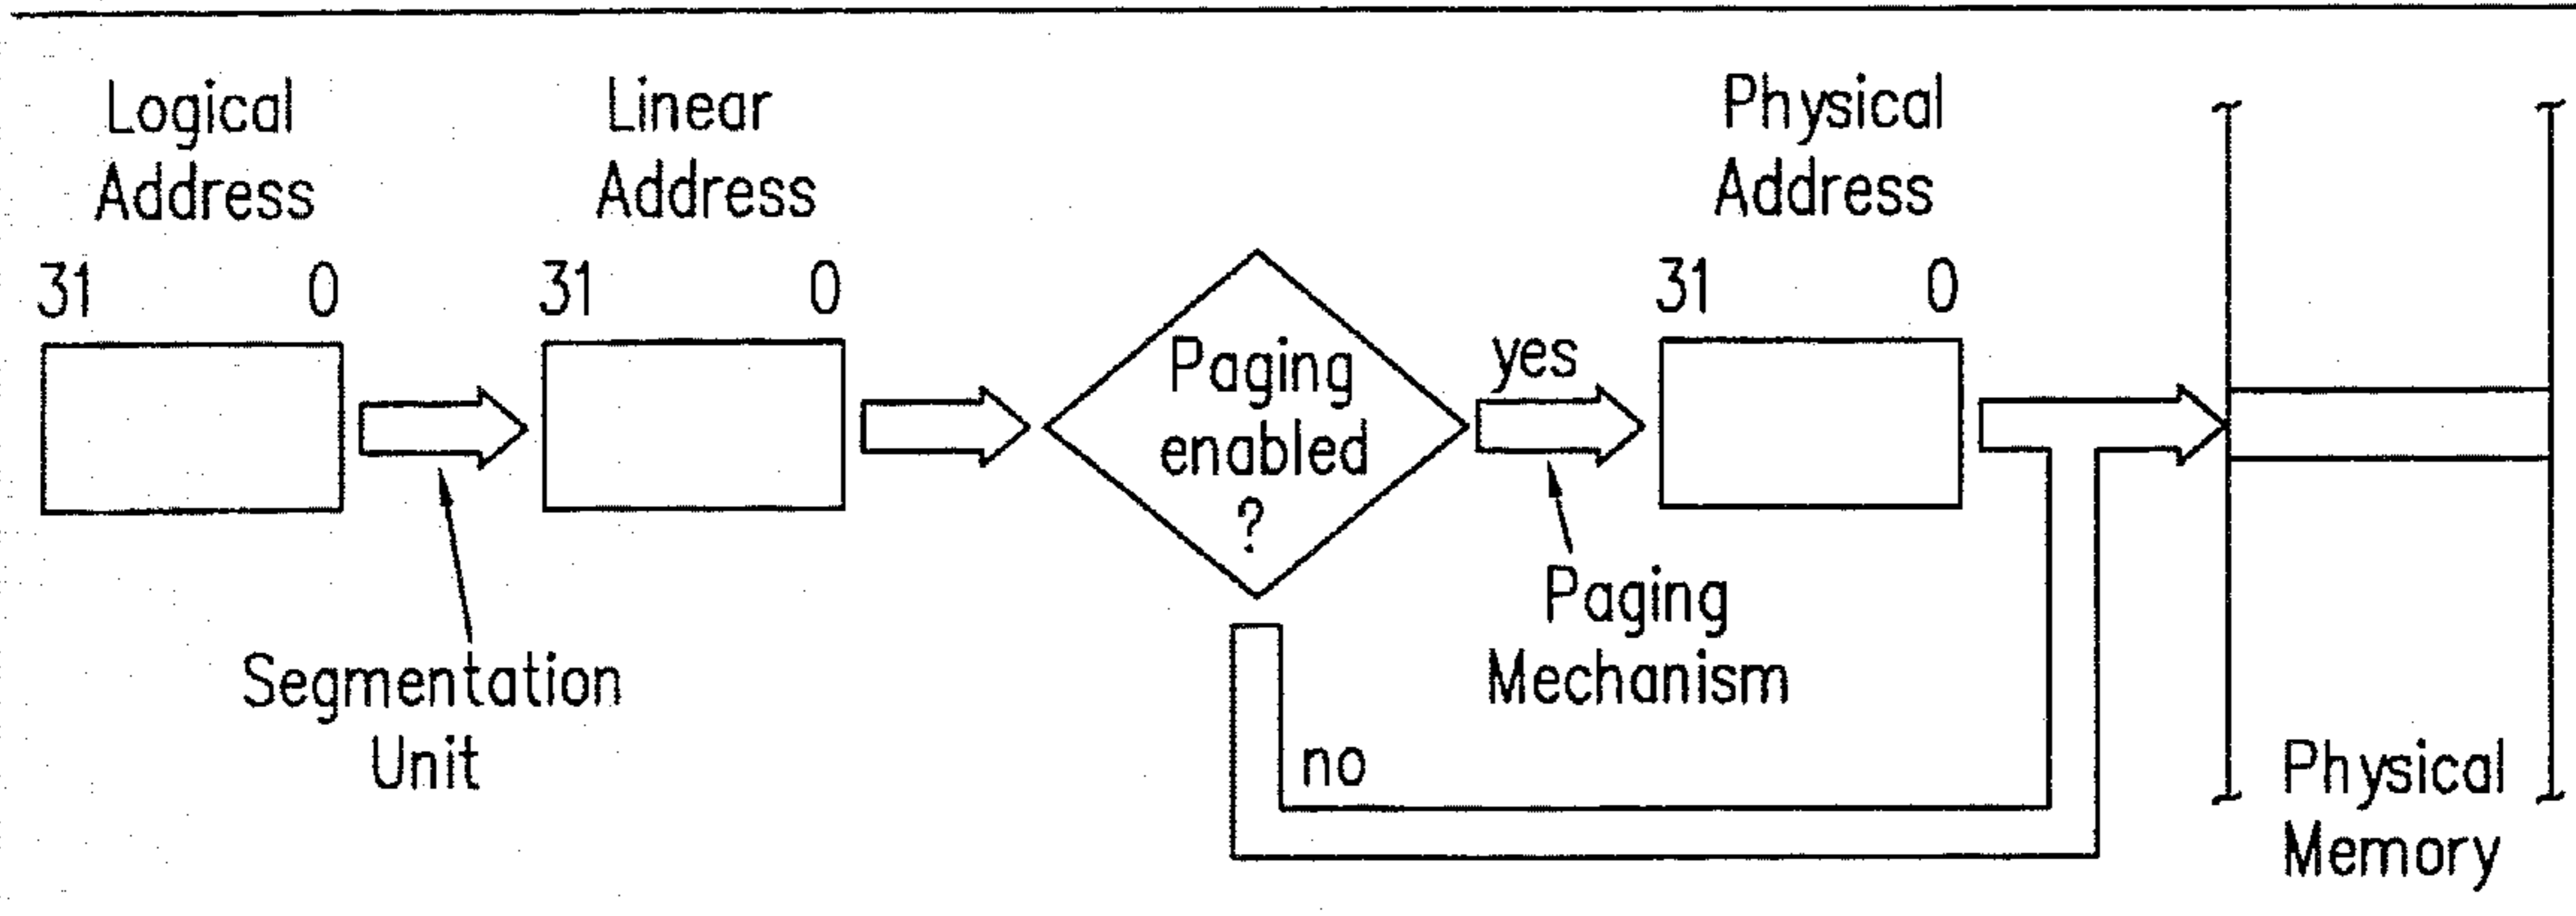 Logical
Address
31 0
Segmentation
Unit
Linear
Address
31 0
Paging
enabled
?
yes
no
Paging
Mechanism
Physical
Address
31 0
Physical
Memory